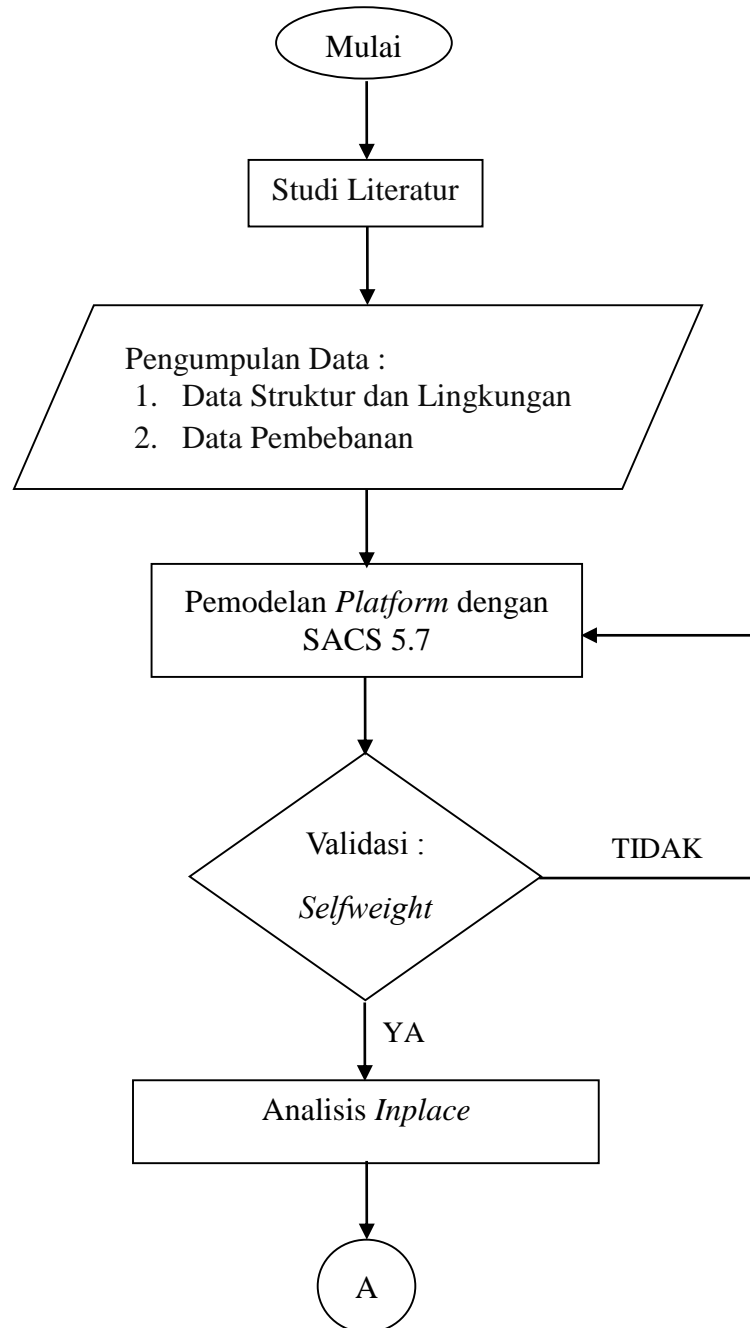 Mulai
Studi Literatur
Pengumpulan Data :
1. Data Struktur dan Lingkungan
2. Data Pembebanan
Pemodelan Platform dengan
SACS 5.7
Validasi :
Selfweight
TIDAK
YA
Analisis Inplace
A